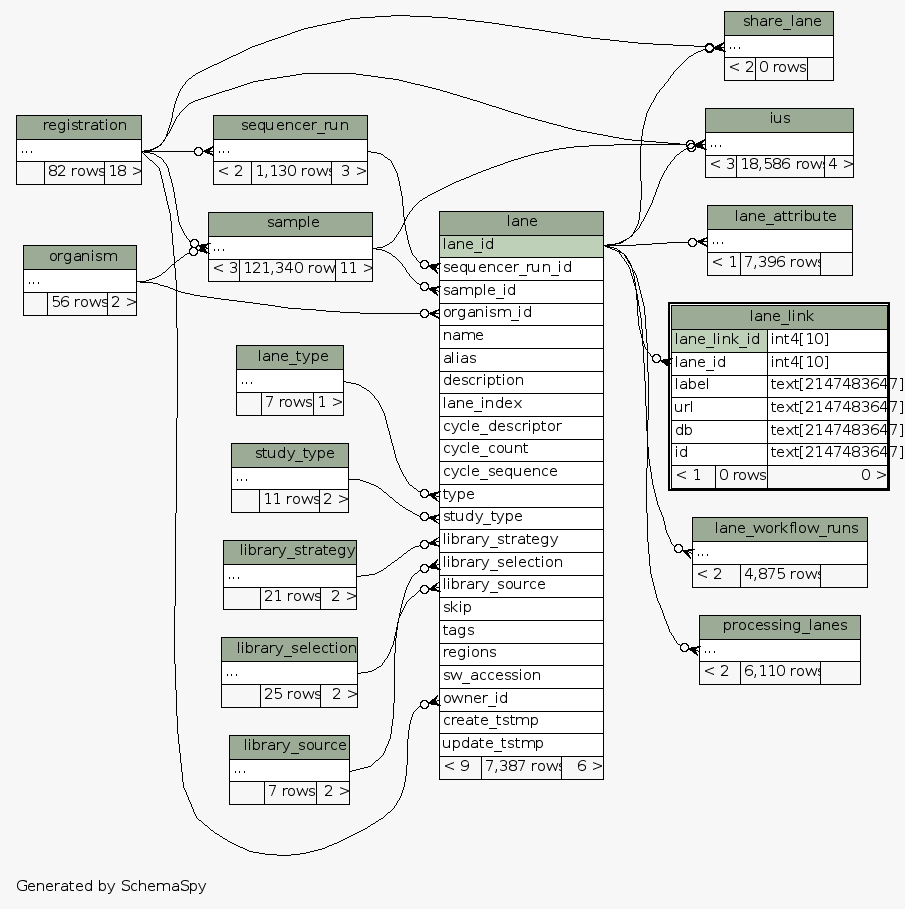 share_lane
...
< 2 0 rows
registration
...
82 rows 18 >
sequencer_run
...
< 2 1,130 rows 3 >
ius
...
< 3 18,586 rows 4 >
sample
...
< 3 121,340 rows 11 >
organism
...
56 rows 2 >
lane_attribute
...
< 1 7,396 rows
lane
lane_id
sequencer_run_id
sample_id
organism_id
name
alias
description
lane_index
cycle_descriptor
cycle_count
cycle_sequence
type
study_type
library_strategy
library_selection
library_source
skip
tags
regions
sw_accession
owner_id
create_tstmp
update_tstmp
< 9 7,387 rows 6 >
lane_link
lane_link_id int4[10]
lane_id int4[10]
label text[2147483647]
url text[2147483647]
db text[2147483647]
id text[2147483647]
< 1 0 rows 0 >
lane_type
...
7 rows 1 >
study_type
...
11 rows 2 >
library_strategy
...
21 rows 2 >
library_selection
...
25 rows 2 >
library_source
...
7 rows 2 >
lane_workflow_runs
...
< 2 4,875 rows
processing_lanes
...
< 2 6,110 rows
Generated by SchemaSpy